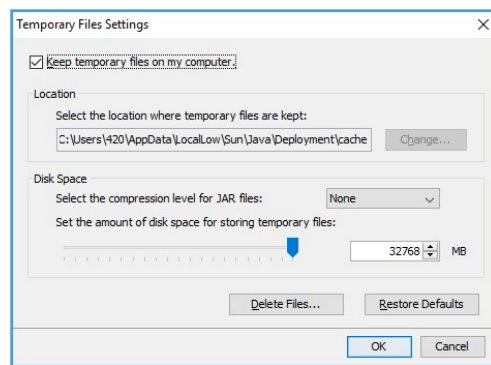 Temporary Files Settings
Keep temporary files on my computer.
Location
Select the location where temporary files are kept:
C:\Users\420\AppData\LocalLow\Sun\Java\Deployment\cache
Change...
Disk Space
Select the compression level for JAR files:
None
Set the amount of disk space for storing temporary files:
32768
MB
Delete Files...
Restore Defaults
OK
Cancel